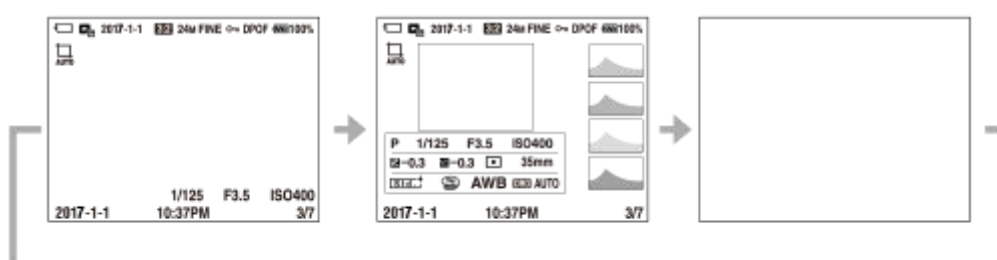 2017-1-1 3:2 24M FINE DPOF 100%
AUTO
1/125 F3.5 ISO400
2017-1-1 10:37PM 3/7
2017-1-1 3:2 24M FINE DPOF 100%
AUTO
P 1/125 F3.5 ISO400
-0.3 -0.3 35mm
Std. AWB AUTO
2017-1-1 10:37PM 3/7